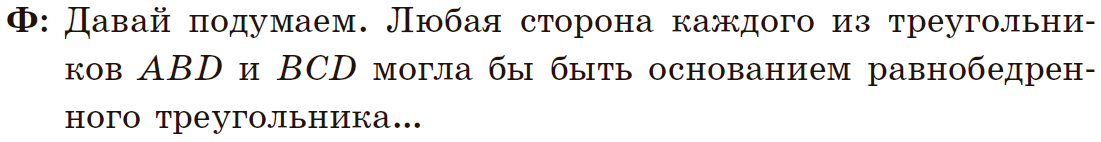 Ф: Давай подумаем. Любая сторона каждого из треугольни-
ков ABD и BCD могла бы быть основанием равнобедрен-
ного треугольника...